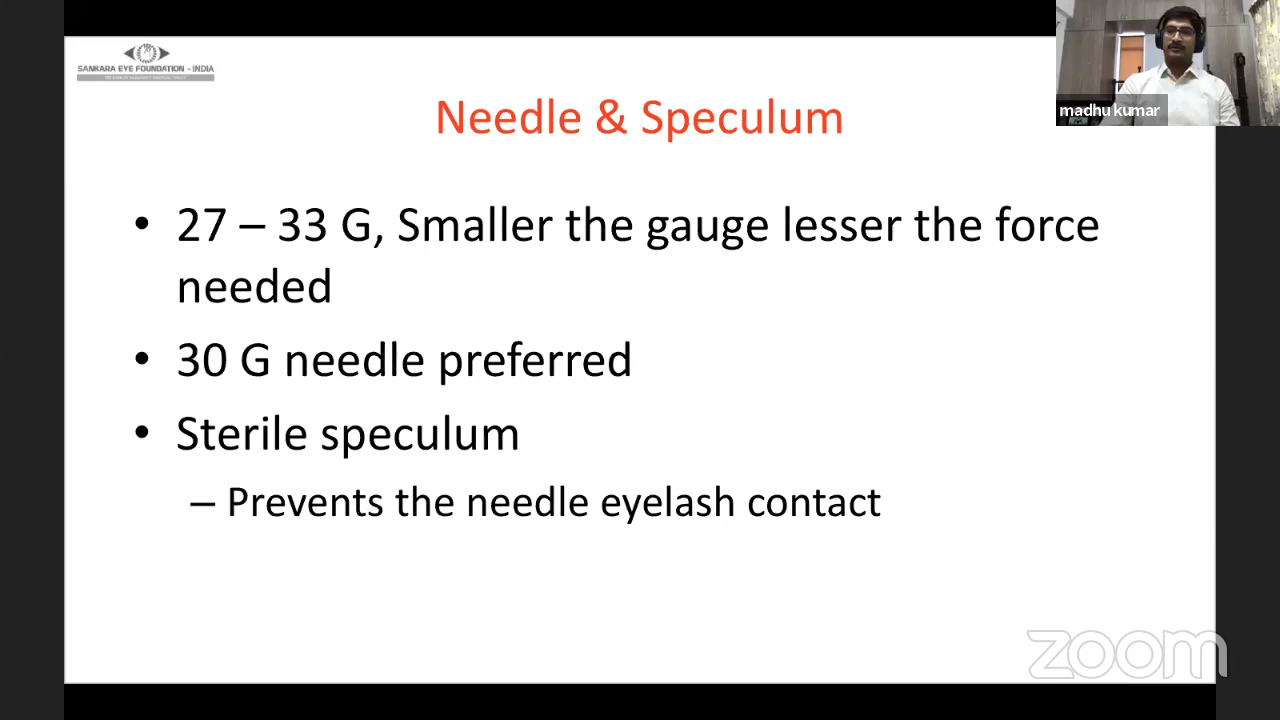 SANKARA EYE FOUNDATION - INDIA
madhu kumar
Needle & Speculum
• 27 – 33 G, Smaller the gauge lesser the force
needed
• 30 G needle preferred
• Sterile speculum
– Prevents the needle eyelash contact
zoom